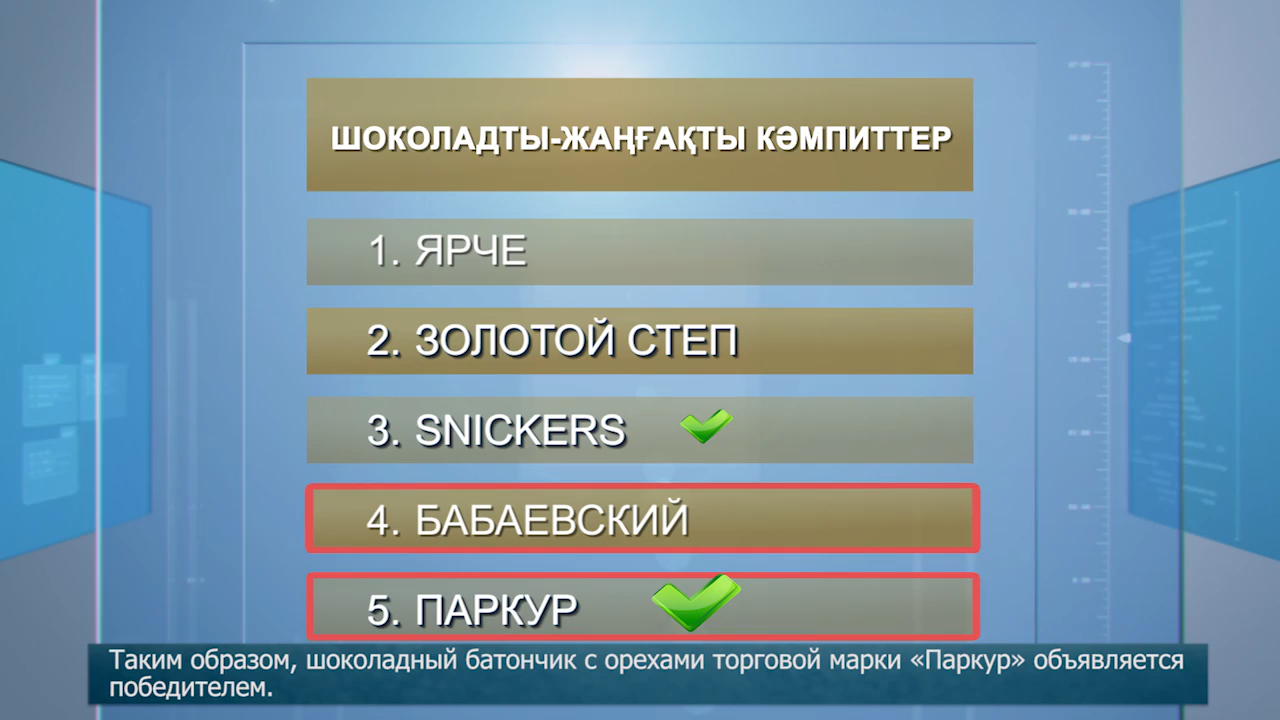 ШОКОЛАДТЫ-ЖАҢҒАҚТЫ КӘМПИТТЕР
1. ЯРЧЕ
2. ЗОЛОТОЙ СТЕП
3. SNICKERS
4. БАБАЕВСКИЙ
5. ПАРКУР
Таким образом, шоколадный батончик с орехами торговой марки «Паркур» объявляется
победителем.